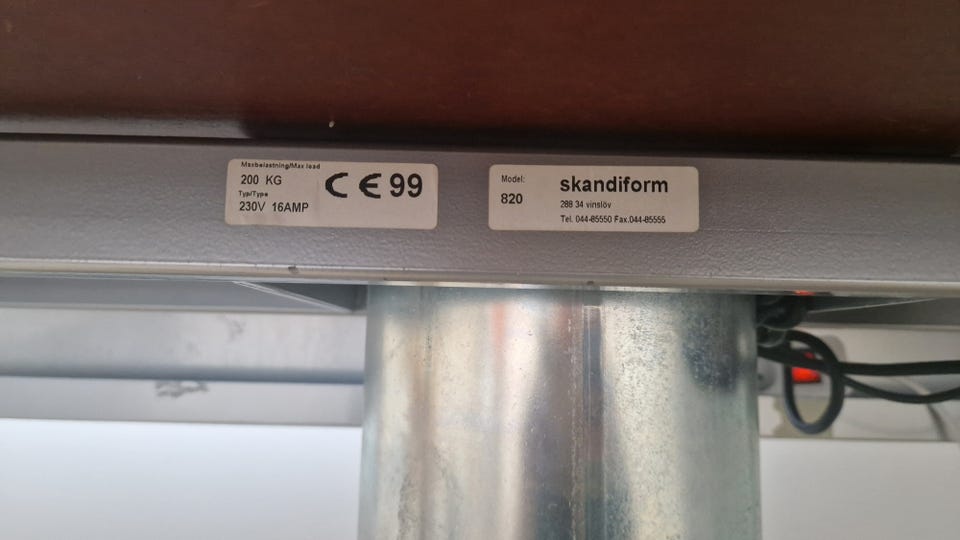 Maxbelastning/Max load
200 KG
Typ/Type
230V 16AMP
CE 99
Model:
820
skandiform
288 34 vinslöv
Tel. 044-85550 Fax.044-85555